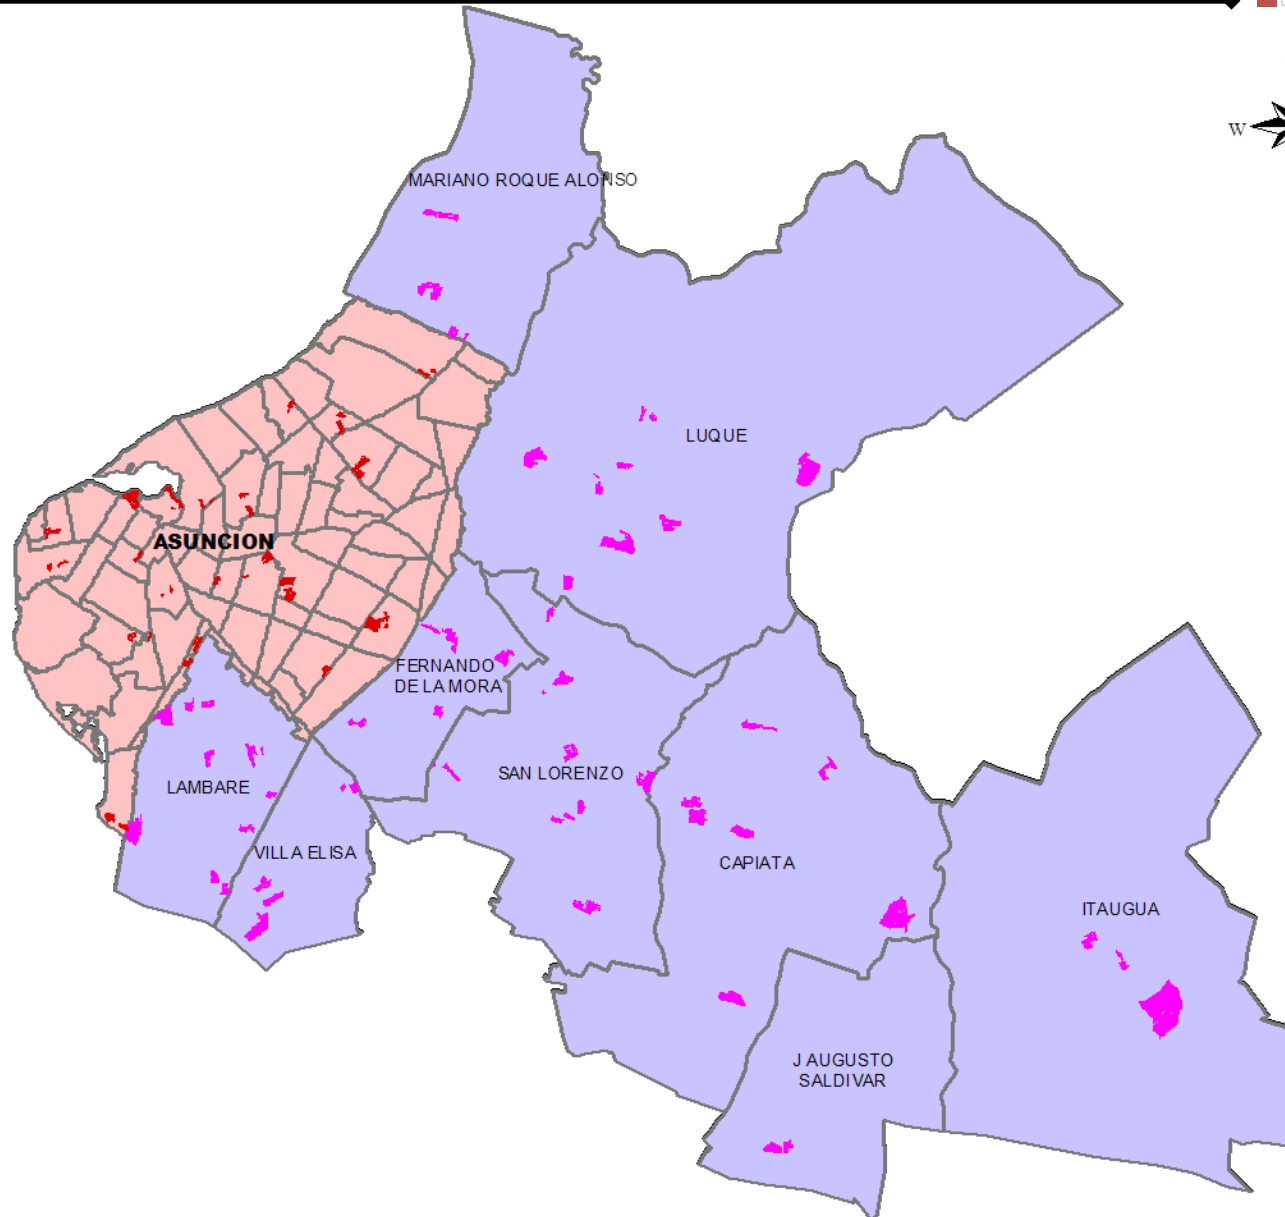 W
MARIANO ROQUE ALONSO
LUQUE
ASUNCION
FERNANDO
DE LA MORA
SAN LORENZO
LAMBARE
VILLA ELISA
CAPIATA
ITAUGUA
J AUGUSTO
SALDIVAR